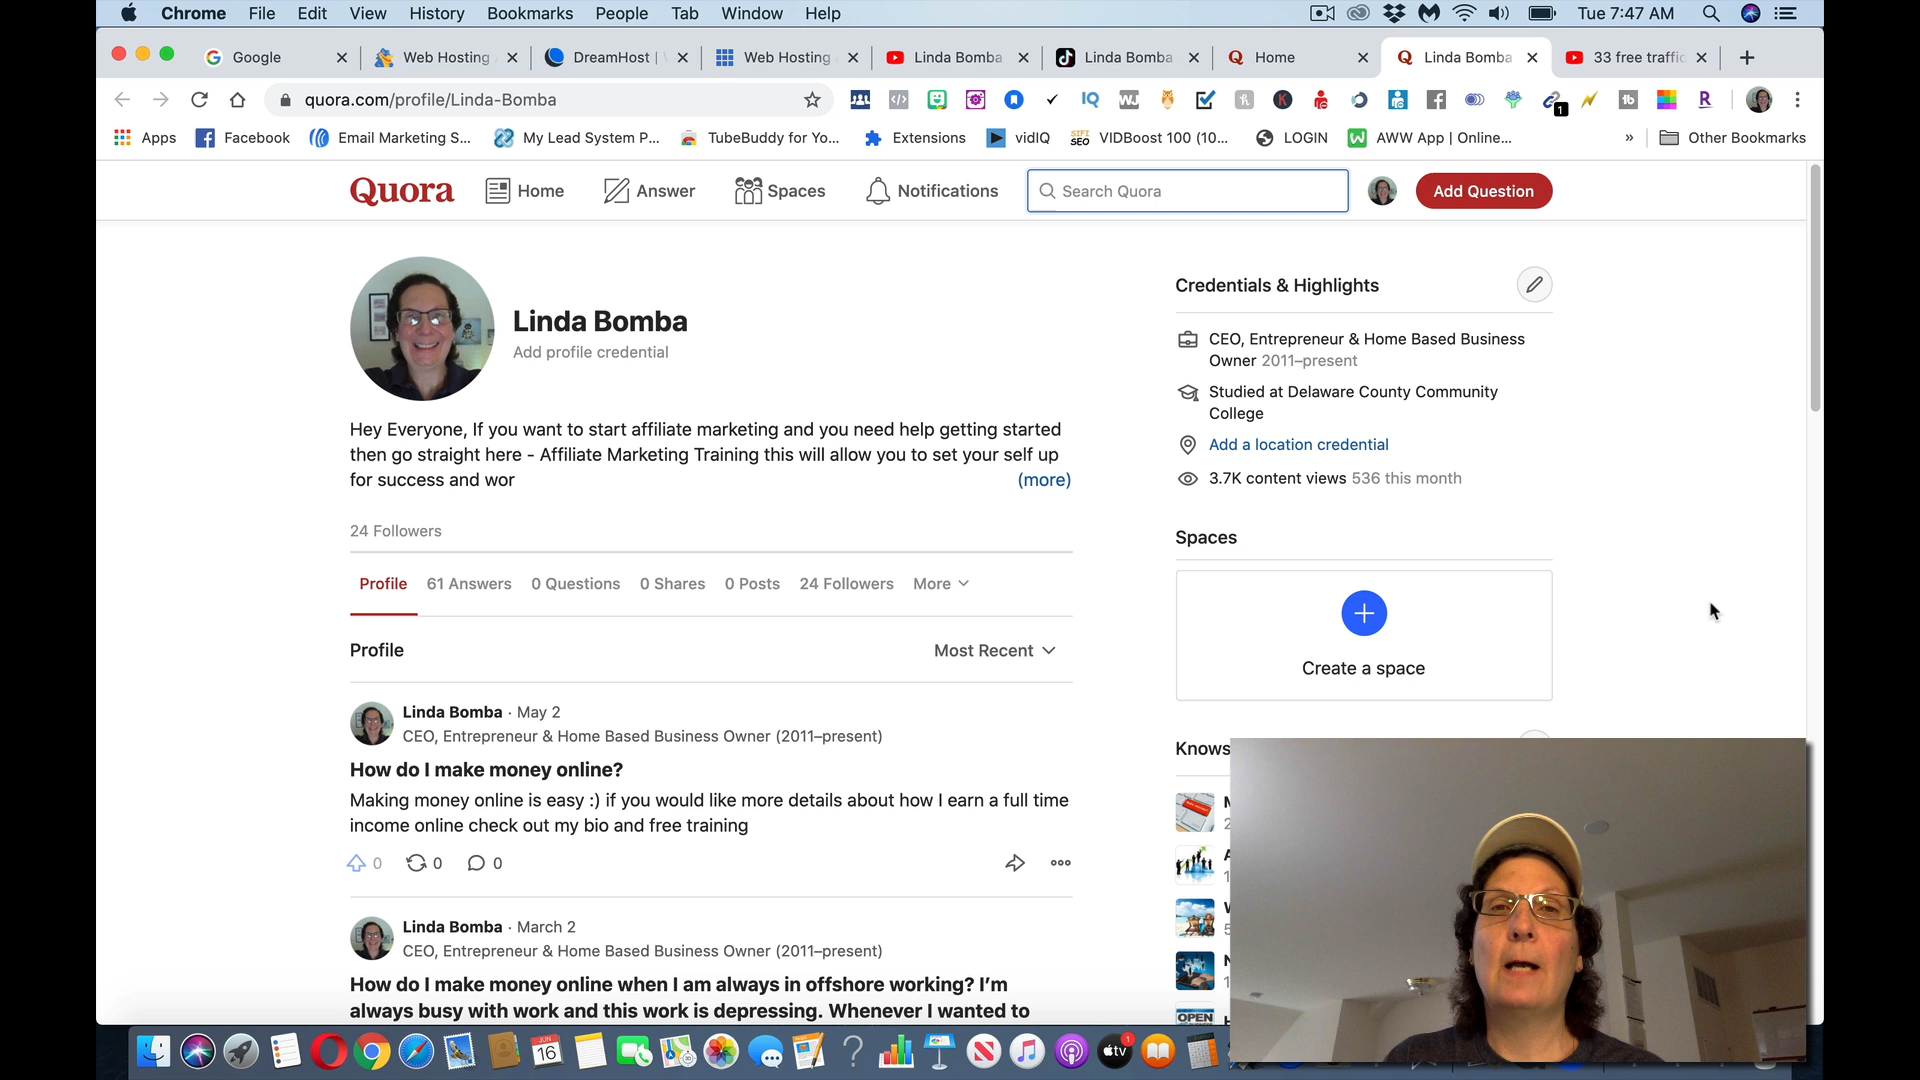 Chrome File Edit View History Bookmarks People Tab Window Help Tue 7:47 AM
Google Web Hosting DreamHost | Web Hosting Linda Bomba Linda Bomba Home Linda Bomba 33 free traffic
quora.com/profile/Linda-Bomba
Apps Facebook Email Marketing S... My Lead System P... TubeBuddy for Yo... Extensions vidIQ VIDBoost 100 (10... LOGIN AWW App | Online... » Other Bookmarks
Quora Home Answer Spaces Notifications Search Quora Add Question
Linda Bomba
Add profile credential
Hey Everyone, If you want to start affiliate marketing and you need help getting started
then go straight here - Affiliate Marketing Training this will allow you to set your self up
for success and wor (more)
24 Followers
Profile 61 Answers 0 Questions 0 Shares 0 Posts 24 Followers More
Profile Most Recent
Linda Bomba · May 2
CEO, Entrepreneur & Home Based Business Owner (2011–present)
How do I make money online?
Making money online is easy :) if you would like more details about how I earn a full time
income online check out my bio and free training
0 0 0
Linda Bomba · March 2
CEO, Entrepreneur & Home Based Business Owner (2011–present)
How do I make money online when I am always in offshore working? I'm
always busy with work and this work is depressing. Whenever I wanted to
Credentials & Highlights
CEO, Entrepreneur & Home Based Business
Owner 2011–present
Studied at Delaware County Community
College
Add a location credential
3.7K content views 536 this month
Spaces
Create a space
Knows
OPEN
JUN
16
tv
1